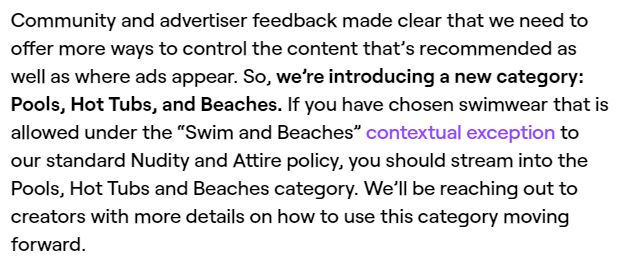 Community and advertiser feedback made clear that we need to
offer more ways to control the content that’s recommended as
well as where ads appear. So, we’re introducing a new category:
Pools, Hot Tubs, and Beaches. If you have chosen swimwear that is
allowed under the “Swim and Beaches” contextual exception to
our standard Nudity and Attire policy, you should stream into the
Pools, Hot Tubs and Beaches category. We’ll be reaching out to
creators with more details on how to use this category moving
forward.